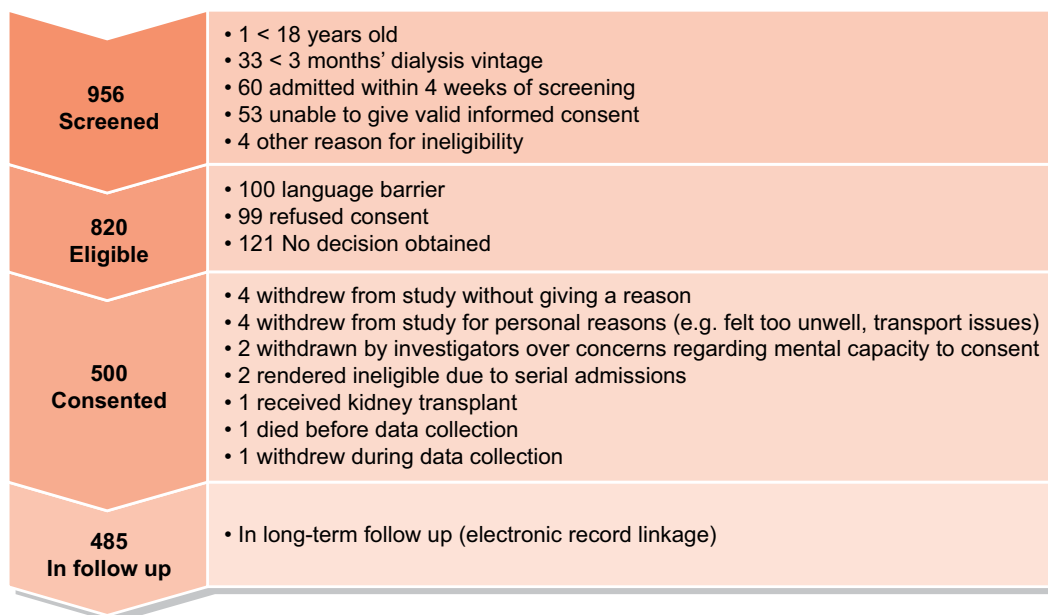 956
Screened
• 1 < 18 years old
• 33 < 3 months’ dialysis vintage
• 60 admitted within 4 weeks of screening
• 53 unable to give valid informed consent
• 4 other reason for ineligibility
820
Eligible
• 100 language barrier
• 99 refused consent
• 121 No decision obtained
500
Consented
• 4 withdrew from study without giving a reason
• 4 withdrew from study for personal reasons (e.g. felt too unwell, transport issues)
• 2 withdrawn by investigators over concerns regarding mental capacity to consent
• 2 rendered ineligible due to serial admissions
• 1 received kidney transplant
• 1 died before data collection
• 1 withdrew during data collection
485
In follow up
• In long-term follow up (electronic record linkage)